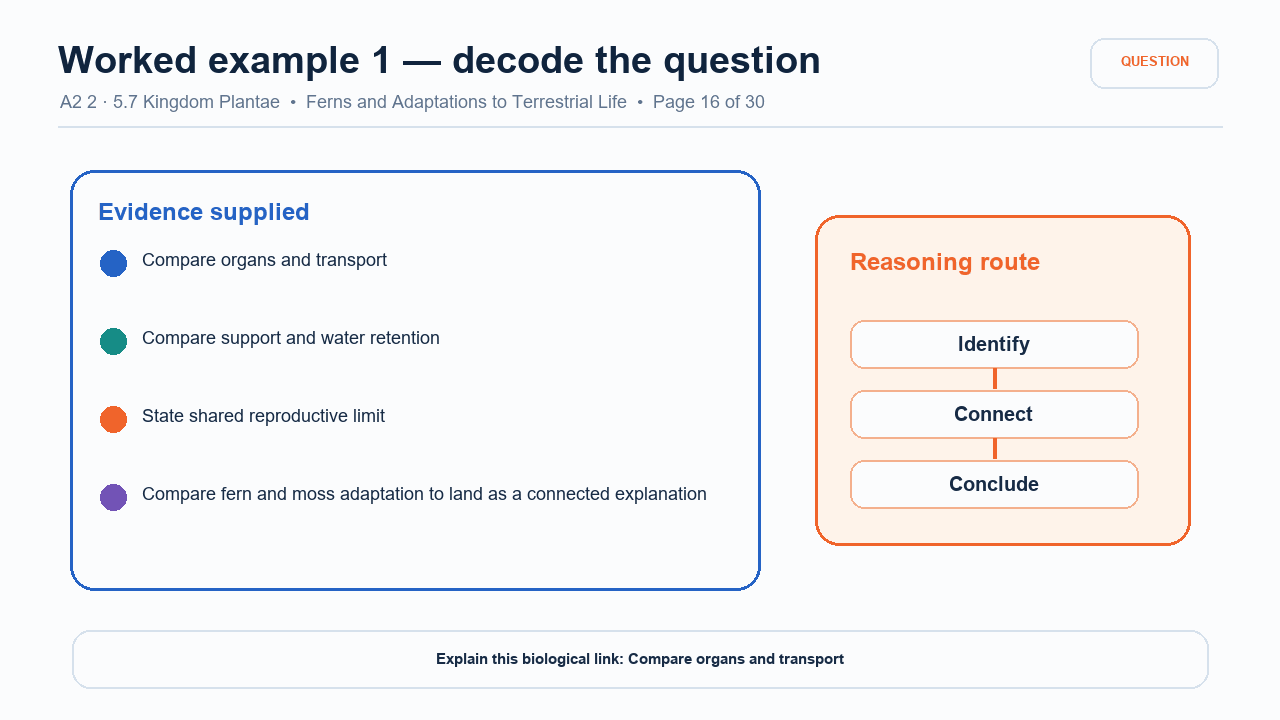 Worked example 1 — decode the question
QUESTION
A2 2 · 5.7 Kingdom Plantae • Ferns and Adaptations to Terrestrial Life • Page 16 of 30
Evidence supplied
Compare organs and transport
Compare support and water retention
State shared reproductive limit
Compare fern and moss adaptation to land as a connected explanation
Reasoning route
Identify
Connect
Conclude
Explain this biological link: Compare organs and transport